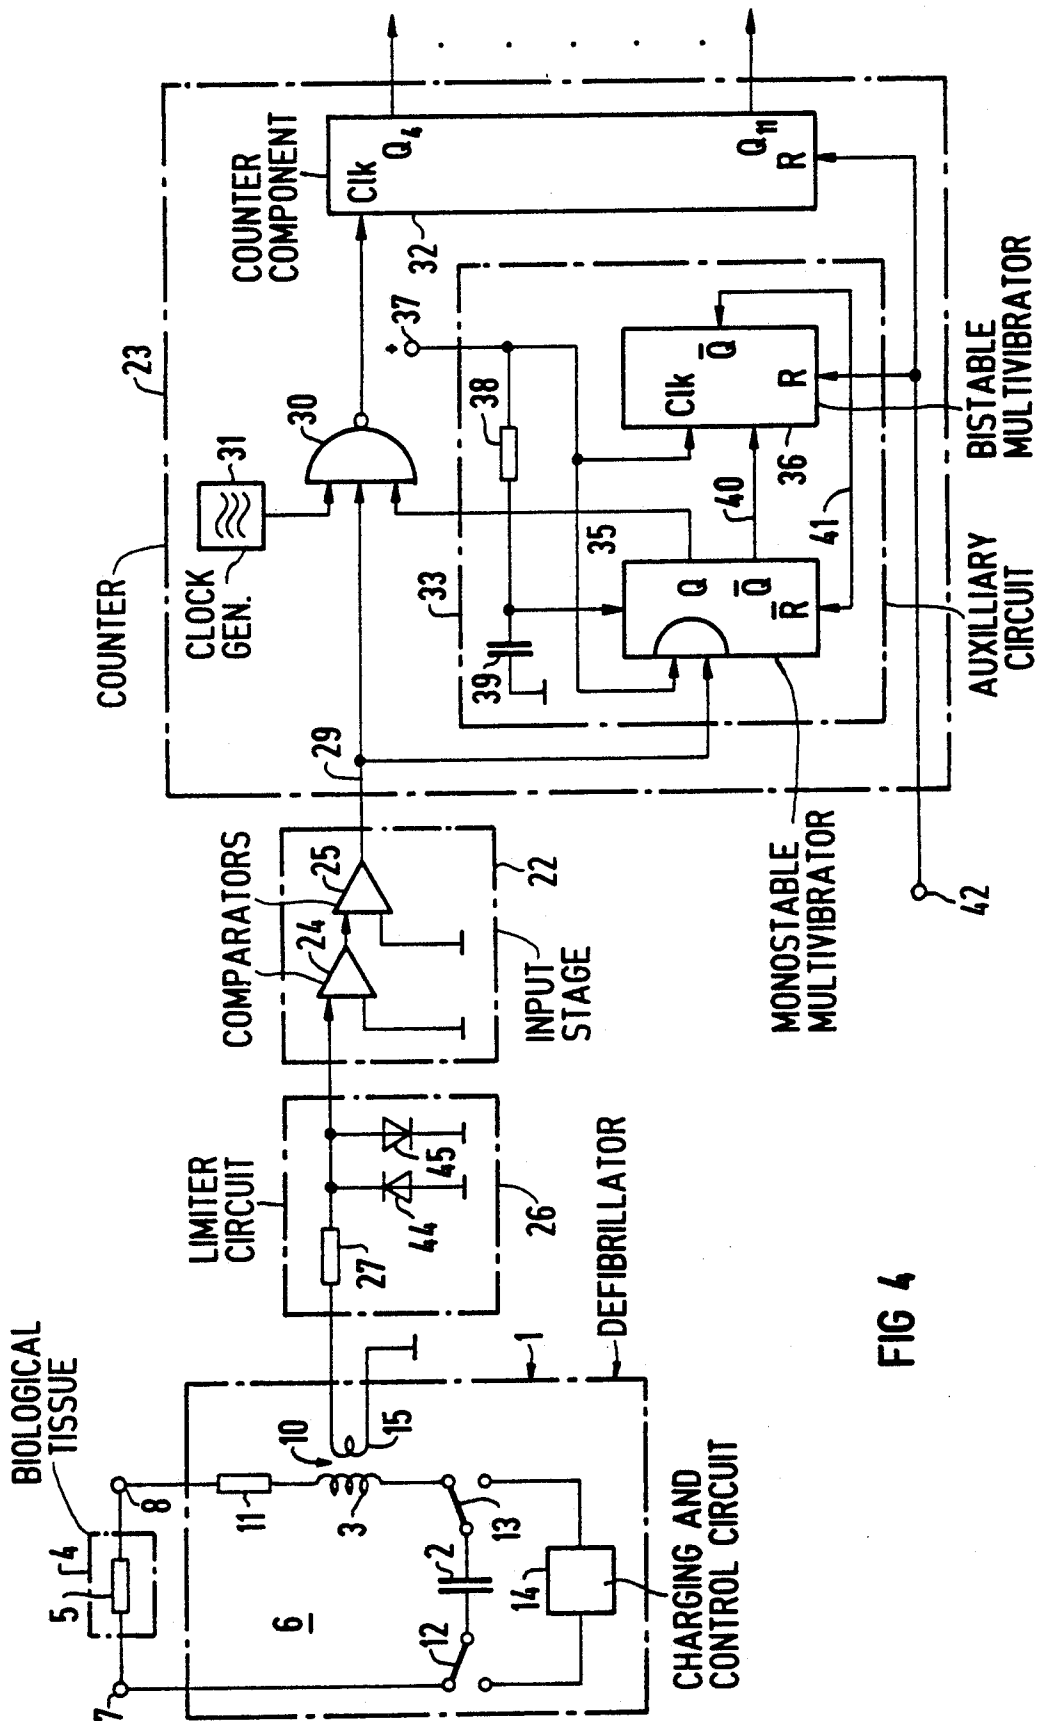 COUNTER
23
CLOCK
GEN.
31
30
COUNTER
COMPONENT
Clk
Q4
Q11
R
32
+
37
38
39
33
35
Q
Q̅
R̅
40
41
Clk
Q̅
R
36
BISTABLE
MULTIVIBRATOR
AUXILLIARY
CIRCUIT
MONOSTABLE
MULTIVIBRATOR
42
29
COMPARATORS
24
25
22
INPUT
STAGE
LIMITER
CIRCUIT
27
44
45
26
BIOLOGICAL
TISSUE
5
4
7
8
6
11
10
3
15
1
DEFIBRILLATOR
12
2
13
14
CHARGING AND
CONTROL CIRCUIT
FIG 4